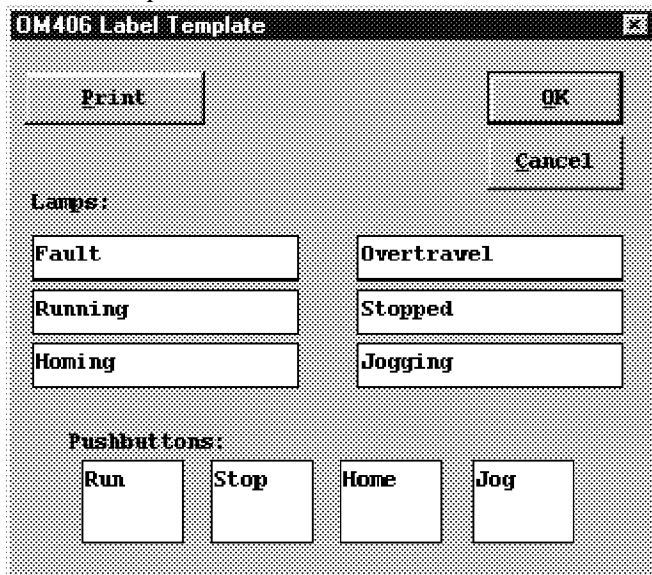 OM406 Label Template
Print
OK
Cancel
Lamps:
Fault
Overtravel
Running
Stopped
Homing
Jogging
Pushbuttons:
Run
Stop
Home
Jog